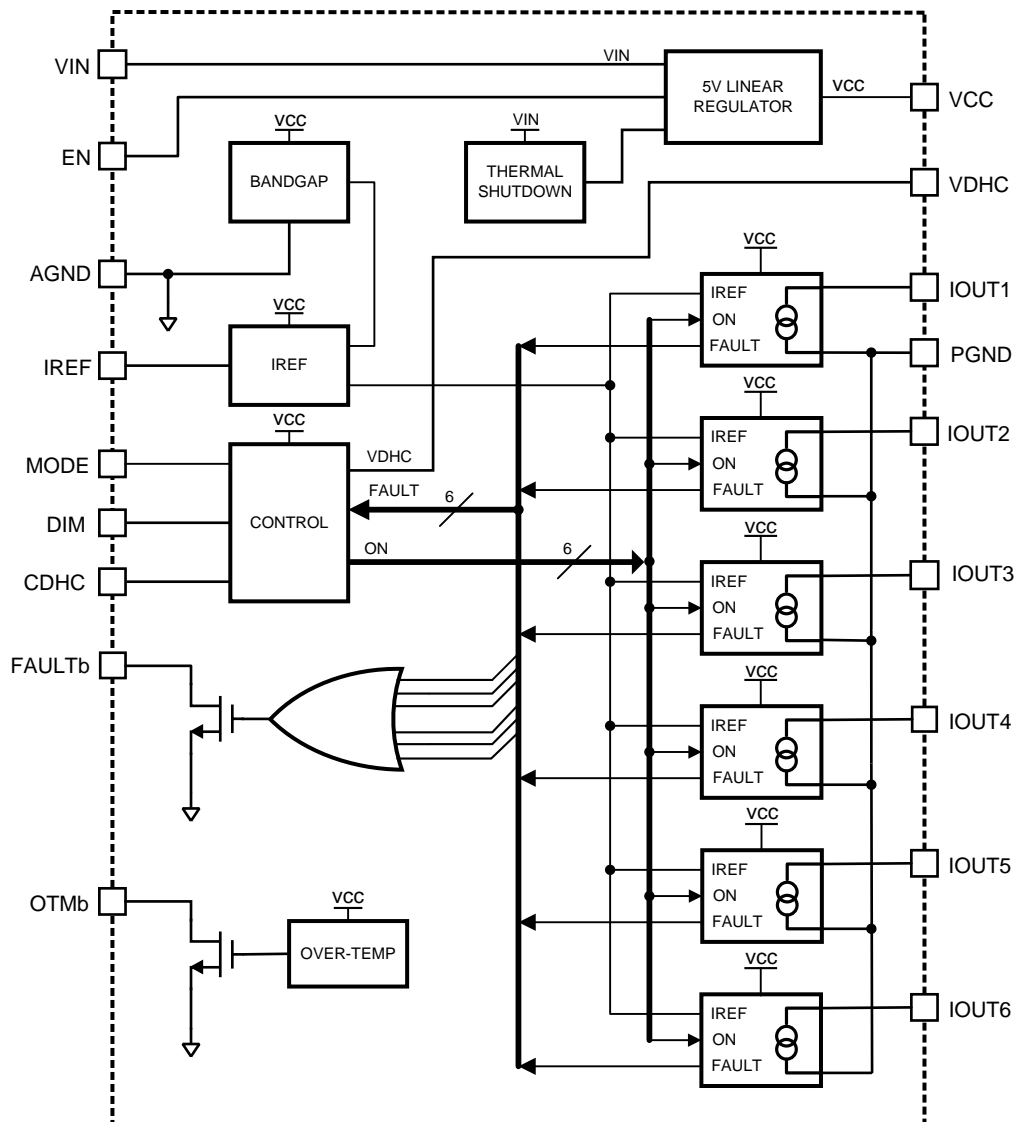 VIN
VIN
5V LINEAR
REGULATOR
VCC
VCC
EN
VCC
BANDGAP
VIN
THERMAL
SHUTDOWN
VDHC
AGND
VCC
IREF
ON
FAULT
IOUT1
PGND
IREF
VCC
IREF
MODE
DIM
CDHC
VCC
CONTROL
VDHC
FAULT
6
ON
6
VCC
IREF
ON
FAULT
IOUT2
VCC
IREF
ON
FAULT
IOUT3
FAULTb
VCC
IREF
ON
FAULT
IOUT4
OTMb
VCC
OVER-TEMP
VCC
IREF
ON
FAULT
IOUT5
VCC
IREF
ON
FAULT
IOUT6